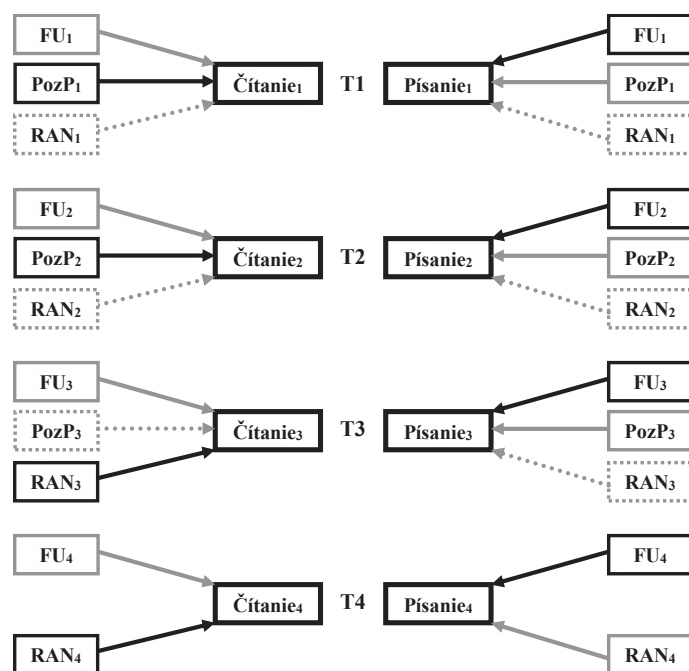 FU₁ FU₁
PozP₁ Čítanie₁ T1 Písanie₁ PozP₁
RAN₁ RAN₁
FU₂ FU₂
PozP₂ Čítanie₂ T2 Písanie₂ PozP₂
RAN₂ RAN₂
FU₃ FU₃
PozP₃ Čítanie₃ T3 Písanie₃ PozP₃
RAN₃ RAN₃
FU₄ FU₄
Čítanie₄ T4 Písanie₄
RAN₄ RAN₄